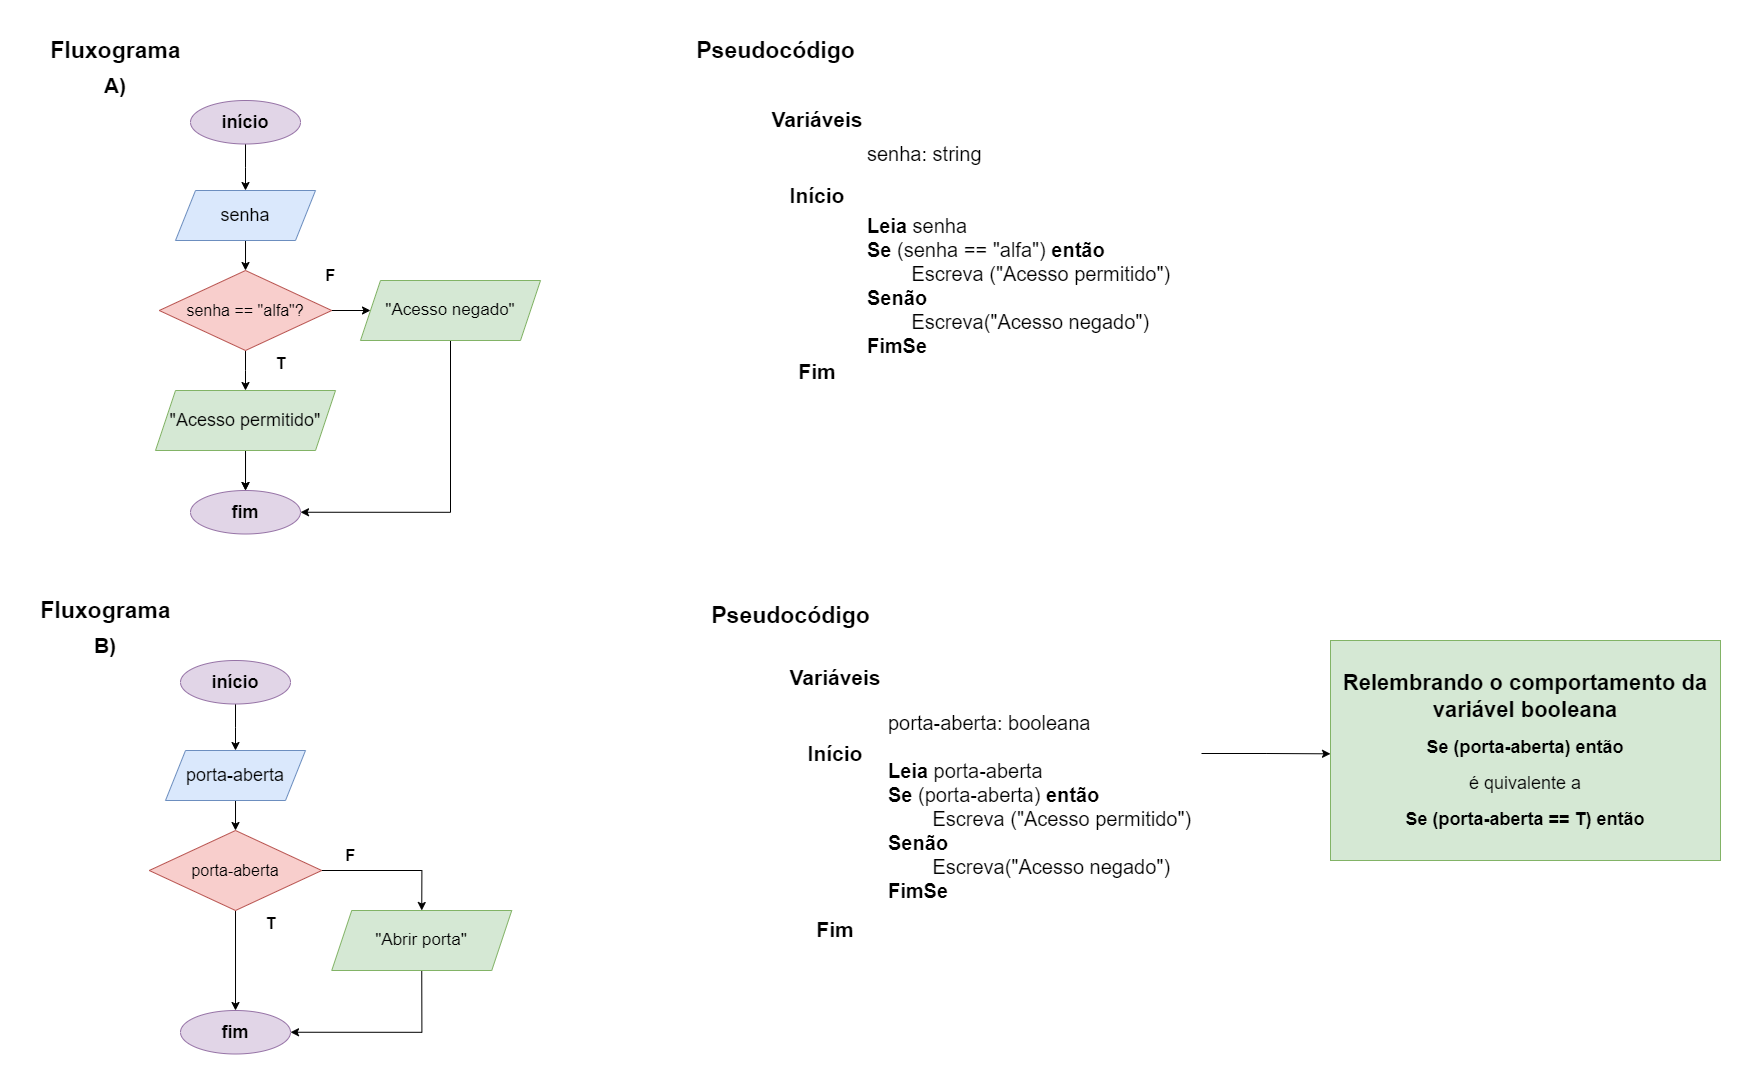 Fluxograma
A)
início
senha
senha == "alfa"?
F
"Acesso negado"
T
"Acesso permitido"
fim
Pseudocódigo
Variáveis
senha: string
Início
Leia senha
Se (senha == "alfa") então
Escreva ("Acesso permitido")
Senão
Escreva("Acesso negado")
FimSe
Fim
Fluxograma
B)
início
porta-aberta
porta-aberta
F
T
"Abrir porta"
fim
Pseudocódigo
Variáveis
porta-aberta: booleana
Início
Leia porta-aberta
Se (porta-aberta) então
Escreva ("Acesso permitido")
Senão
Escreva("Acesso negado")
FimSe
Fim
Relembrando o comportamento da
variável booleana
Se (porta-aberta) então
é quivalente a
Se (porta-aberta == T) então